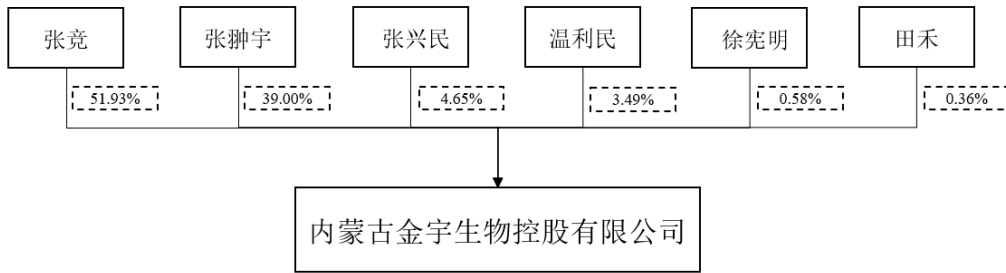 张竞
张翀宇
张兴民
温利民
徐宪明
田禾
51.93%
39.00%
4.65%
3.49%
0.58%
0.36%
内蒙古金宇生物控股有限公司